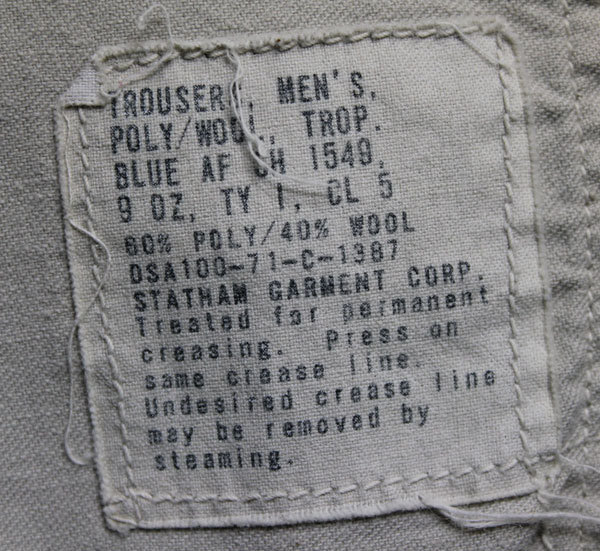 TROUSERS, MEN'S,
POLY/WOOL, TROP.
BLUE AF SH 1549,
9 OZ, TY I, CL 5
60% POLY/40% WOOL
DSA100-71-C-1387
STATHAM GARMENT CORP.
Treated for permanent
creasing. Press on
same crease line.
Undesired crease line
may be removed by
steaming.